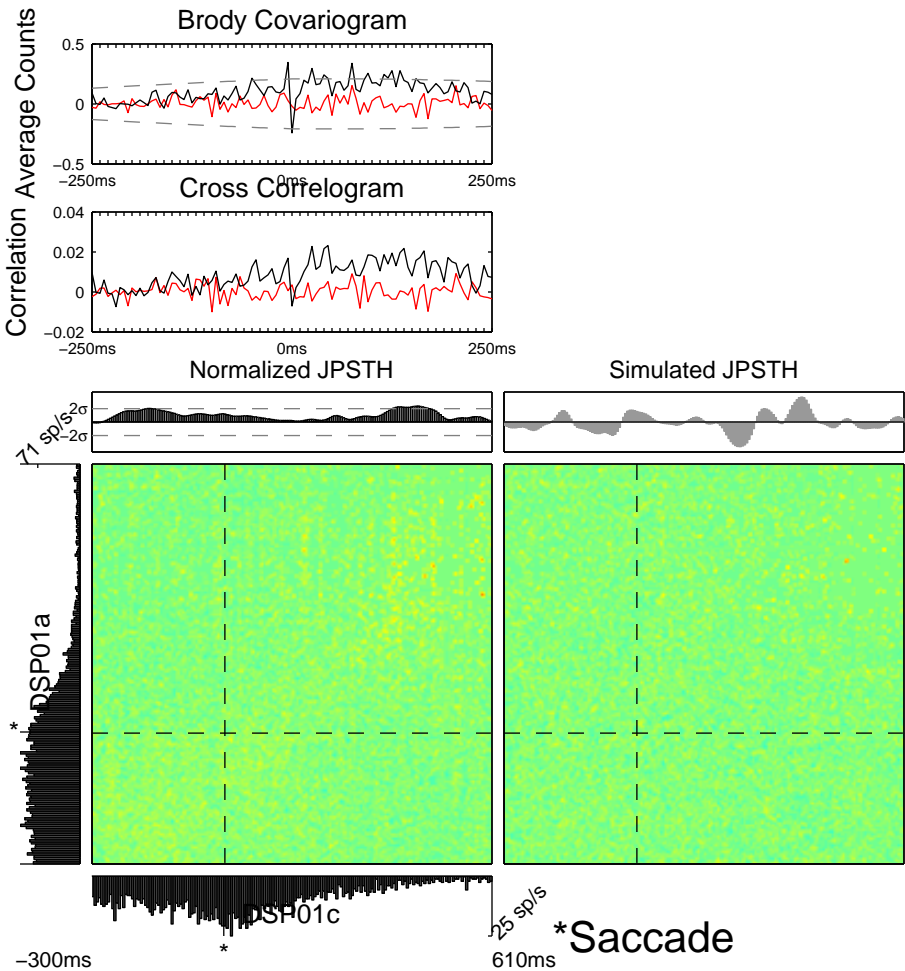 Brody Covariogram
Average Counts
0.5
0
−0.5
−250ms
0ms
250ms
Cross Correlogram
Correlation
0.04
0.02
0
−0.02
−250ms
0ms
250ms
Normalized JPSTH
Simulated JPSTH
2σ
−2σ
71 sp/s
DSP01a
*
DSP01c
25 sp/s
*
*Saccade
−300ms
610ms